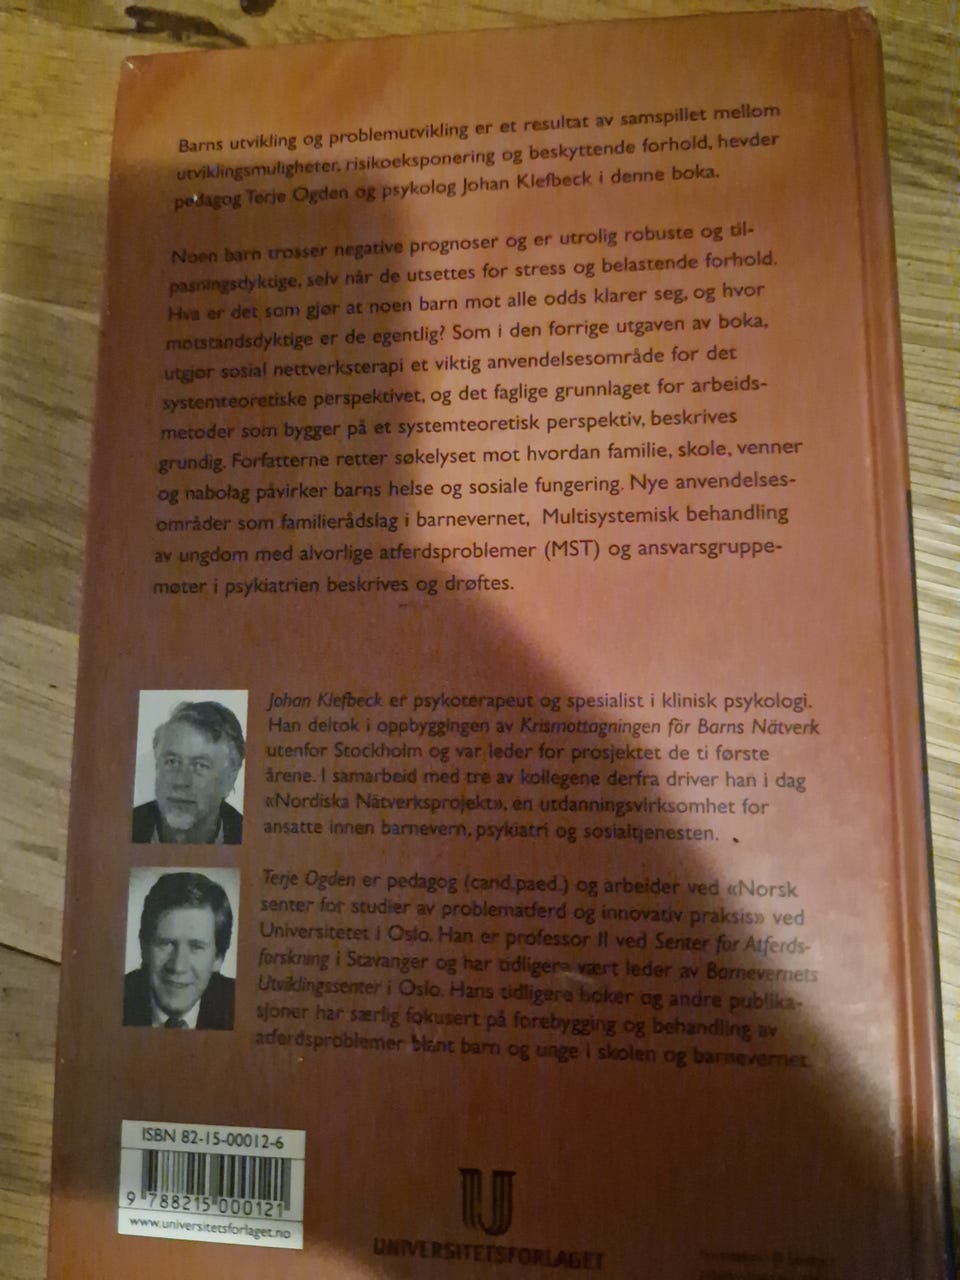 Barns utvikling og problemutvikling er et resultat av samspillet mellom
utviklingsmuligheter, risikoeksponering og beskyttende forhold, hevder
pedagog Terje Ogden og psykolog Johan Klefbeck i denne boka.
Noen barn trosser negative prognoser og er utrolig robuste og til-
pasningsdyktige, selv når de utsettes for stress og belastende forhold.
Hva er det som gjør at noen barn mot alle odds klarer seg, og hvor
motstandsdyktige er de egentlig? Som i den forrige utgaven av boka,
utgjør sosial nettverksterapi et viktig anvendelsesområde for det
systemteoretiske perspektivet, og det faglige grunnlaget for arbeids-
metoder som bygger på et systemteoretisk perspektiv, beskrives
grundig. Forfatterne retter søkelyset mot hvordan familie, skole, venner
og nabolag påvirker barns helse og sosiale fungering. Nye anvendelses-
områder som familierådslag i barnevernet, Multisystemisk behandling
av ungdom med alvorlige atferdsproblemer (MST) og ansvarsgruppe-
møter i psykiatrien beskrives og drøftes.
Johan Klefbeck er psykoterapeut og spesialist i klinisk psykologi.
Han deltok i oppbyggingen av Krismottagningen för Barns Nätverk
utenfor Stockholm og var leder for prosjektet de ti første
årene. I samarbeid med tre av kollegene derfra driver han i dag
«Nordiska Nätverksprojekt», en utdanningsvirksomhet for
ansatte innen barnevern, psykiatri og sosialtjenesten.
Terje Ogden er pedagog (cand.paed.) og arbeider ved «Norsk
senter for studier av problematferd og innovativ praksis» ved
Universitetet i Oslo. Han er professor II ved Senter for Atferds-
forskning i Stavanger og har tidligere vært leder av Barnevernets
Utviklingssenter i Oslo. Hans tidligere bøker og andre publika-
sjoner har særlig fokusert på forebygging og behandling av
atferdsproblemer blant barn og unge i skolen og barnevernet.
ISBN 82-15-00012-6
9 788215 000121
www.universitetsforlaget.no
UNIVERSITETSFORLAGET